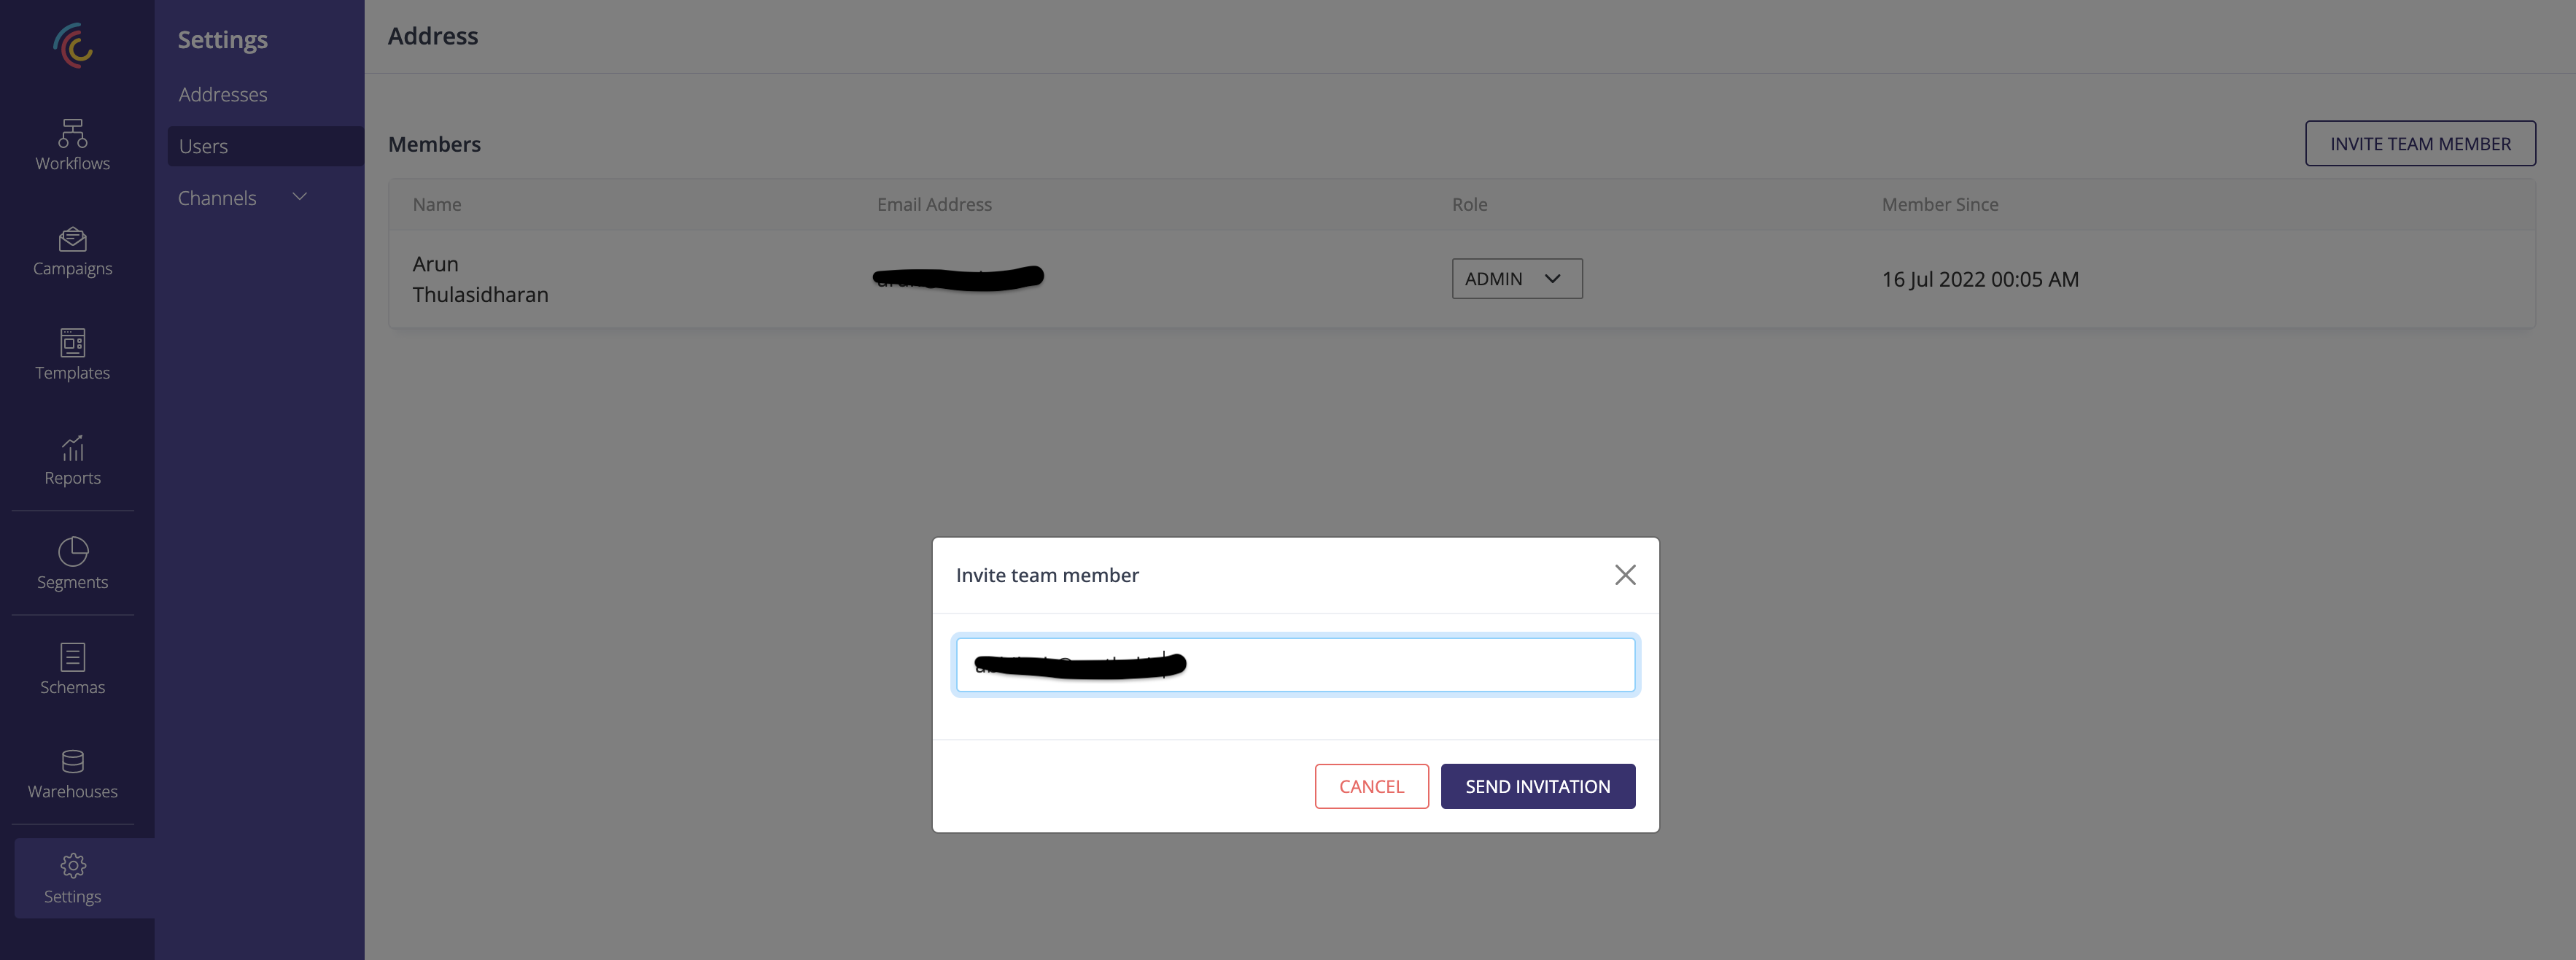 Settings
Addresses
Users
Channels
Workflows
Campaigns
Templates
Reports
Segments
Schemas
Warehouses
Settings
Address
Members
INVITE TEAM MEMBER
Name Email Address Role Member Since
Arun
Thulasidharan
ADMIN
16 Jul 2022 00:05 AM
Invite team member
CANCEL SEND INVITATION